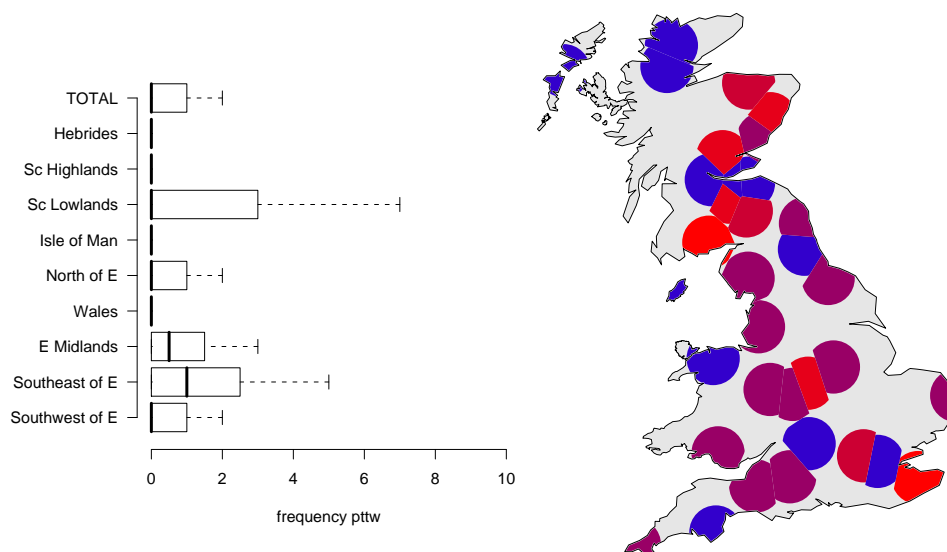 TOTAL
Hebrides
Sc Highlands
Sc Lowlands
Isle of Man
North of E
Wales
E Midlands
Southeast of E
Southwest of E
0 2 4 6 8 10
frequency pttw